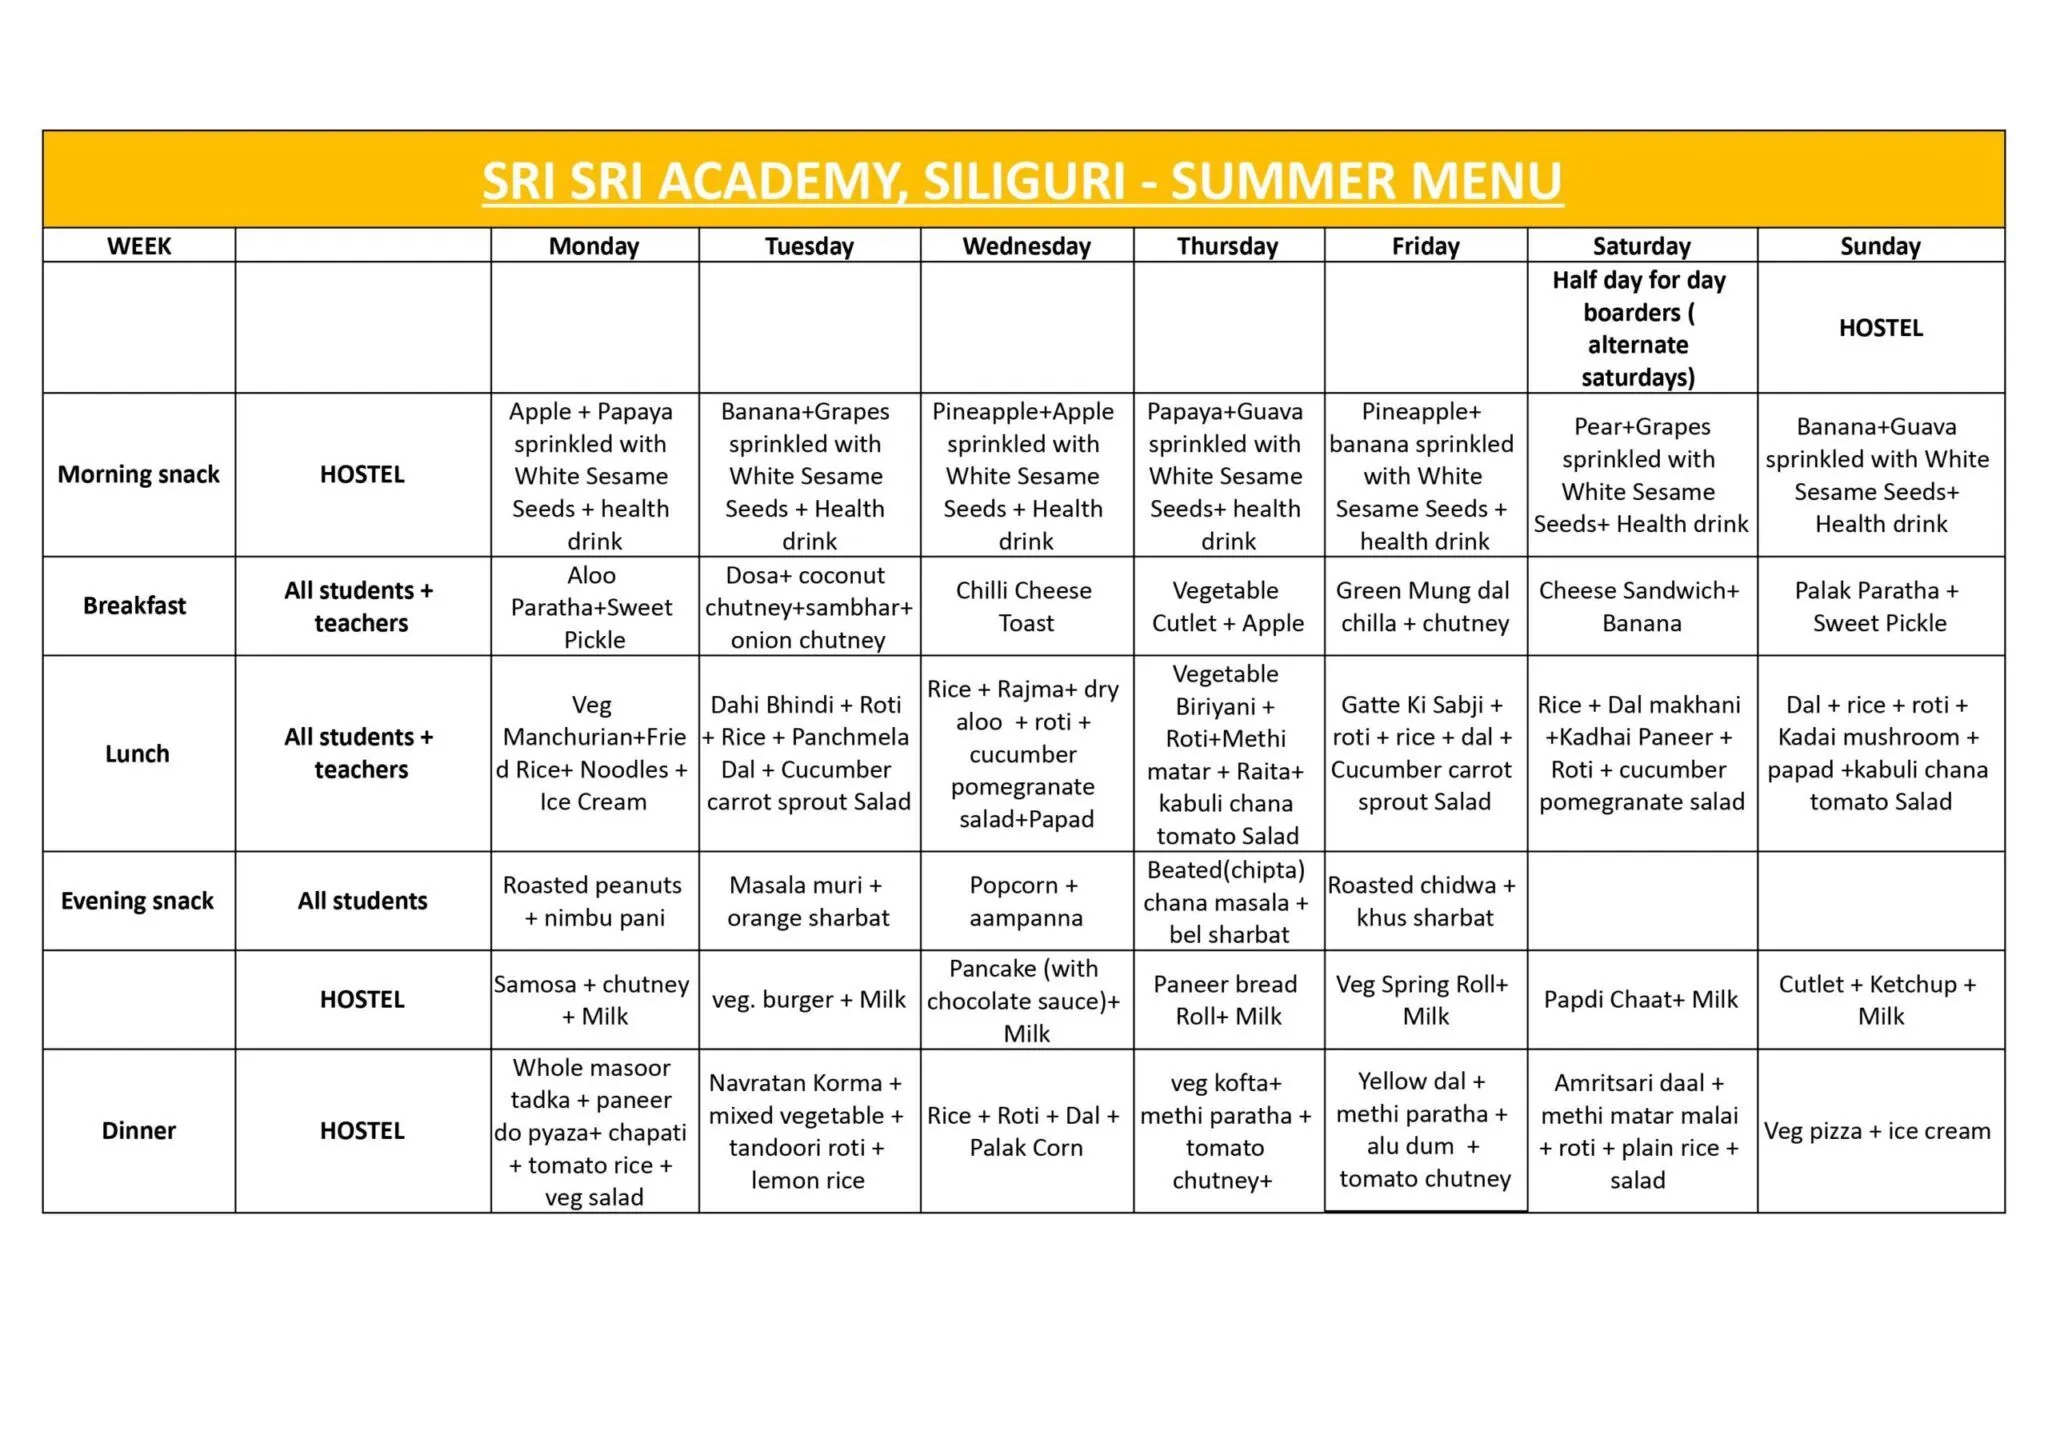 SRI SRI ACADEMY, SILIGURI - SUMMER MENU
WEEK Monday Tuesday Wednesday Thursday Friday Saturday Sunday
Half day for day
boarders (
alternate
saturdays)
HOSTEL
Morning snack
HOSTEL
Apple + Papaya
sprinkled with
White Sesame
Seeds + health
drink
Banana+Grapes
sprinkled with
White Sesame
Seeds + Health
drink
Pineapple+Apple
sprinkled with
White Sesame
Seeds + Health
drink
Papaya+Guava
sprinkled with
White Sesame
Seeds+ health
drink
Pineapple+
banana sprinkled
with White
Sesame Seeds +
health drink
Pear+Grapes
sprinkled with
White Sesame
Seeds+ Health drink
Banana+Guava
sprinkled with White
Sesame Seeds+
Health drink
Breakfast
All students +
teachers
Aloo
Paratha+Sweet
Pickle
Dosa+ coconut
chutney+sambhar+
onion chutney
Chilli Cheese
Toast
Vegetable
Cutlet + Apple
Green Mung dal
chilla + chutney
Cheese Sandwich+
Banana
Palak Paratha +
Sweet Pickle
Lunch
All students +
teachers
Veg
Manchurian+Frie
d Rice+ Noodles +
Ice Cream
Dahi Bhindi + Roti
+ Rice + Panchmela
Dal + Cucumber
carrot sprout Salad
Rice + Rajma+ dry
aloo + roti +
cucumber
pomegranate
salad+Papad
Vegetable
Biriyani +
Roti+Methi
matar + Raita+
kabuli chana
tomato Salad
Gatte Ki Sabji +
roti + rice + dal +
Cucumber carrot
sprout Salad
Rice + Dal makhani
+Kadhai Paneer +
Roti + cucumber
pomegranate salad
Dal + rice + roti +
Kadai mushroom +
papad +kabuli chana
tomato Salad
Evening snack
All students
Roasted peanuts
+ nimbu pani
Masala muri +
orange sharbat
Popcorn +
aampanna
Beated(chipta)
chana masala +
bel sharbat
Roasted chidwa +
khus sharbat
HOSTEL
Samosa + chutney
+ Milk
veg. burger + Milk
Pancake (with
chocolate sauce)+
Milk
Paneer bread
Roll+ Milk
Veg Spring Roll+
Milk
Papdi Chaat+ Milk
Cutlet + Ketchup +
Milk
Dinner
HOSTEL
Whole masoor
tadka + paneer
do pyaza+ chapati
+ tomato rice +
veg salad
Navratan Korma +
mixed vegetable +
tandoori roti +
lemon rice
Rice + Roti + Dal +
Palak Corn
veg kofta+
methi paratha +
tomato
chutney+
Yellow dal +
methi paratha +
alu dum +
tomato chutney
Amritsari daal +
methi matar malai
+ roti + plain rice +
salad
Veg pizza + ice cream